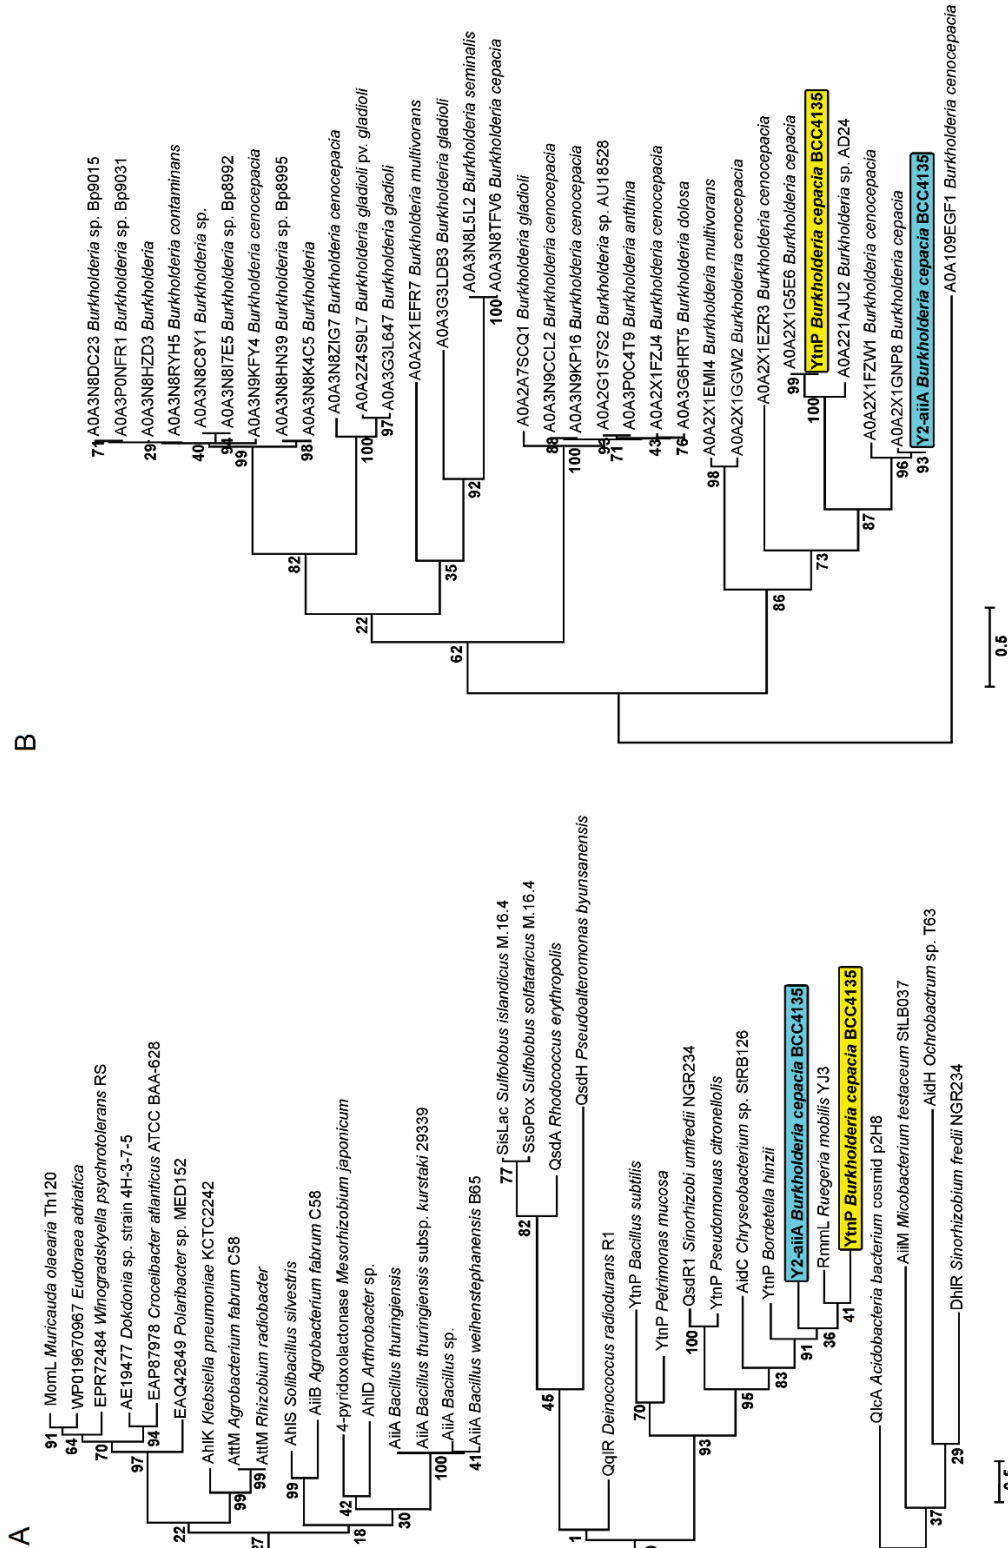 A
MomL Muricauda olaearia Th120
WP019670967 Eudoraea adriatica
EPR72484 Winogradskyella psychrotolerans RS
AE19477 Dokdonia sp. strain 4H-3-7-5
EAP87978 Croceibacter atlanticus ATCC BAA-628
EAQ42649 Polaribacter sp. MED152
AhlK Klebsiella pneumoniae KCTC2242
AttM Agrobacterium fabrum C58
AttM Rhizobium radiobacter
AhlS Solibacillus silvestris
AiiB Agrobacterium fabrum C58
4-pyridoxolactonase Mesorhizobium japonicum
AhlD Arthrobacter sp.
AiiA Bacillus thuringiensis
AiiA Bacillus thuringiensis subsp. kurstaki 29339
AiiA Bacillus sp.
AiiA Bacillus weihenstephanensis B65
SisLac Sulfolobus islandicus M.16.4
SsoPox Sulfolobus solfataricus M.16.4
QsdA Rhodococcus erythropolis
QsdH Pseudoalteromonas byunsanensis
QqlR Deinococcus radiodurans R1
YtnP Bacillus subtilis
YtnP Petrimonas mucosa
QsdR1 Sinorhizobi umfredii NGR234
YtnP Pseudomonuas citronellolis
AidC Chryseobacterium sp. StRB126
YtnP Bordetella hinzii
Y2-aiiA Burkholderia cepacia BCC4135
RmmL Ruegeria mobilis YJ3
YtnP Burkholderia cepacia BCC4135
QlcA Acidobacteria bacterium cosmid p2H8
AiiM Micobacterium testaceum StLB037
AidH Ochrobactrum sp. T63
DhlR Sinorhizobium fredii NGR234
91
64
70
94
97
99
99
22
27
99
42
18
30
100
41
77
82
45
1
70
93
100
95
83
91
36
41
37
29
0.5
B
A0A3N8DC23 Burkholderia sp. Bp9015
A0A3P0NFR1 Burkholderia sp. Bp9031
A0A3N8HZD3 Burkholderia
A0A3N8RYH5 Burkholderia contaminans
A0A3N8C8Y1 Burkholderia sp.
A0A3N8I7E5 Burkholderia sp. Bp8992
A0A3N9KFY4 Burkholderia cenocepacia
A0A3N8HN39 Burkholderia sp. Bp8995
A0A3N8K4C5 Burkholderia
A0A3N8ZIG7 Burkholderia cenocepacia
A0A2Z4S9L7 Burkholderia gladioli pv. gladioli
A0A3G3L647 Burkholderia gladioli
A0A2X1EFR7 Burkholderia multivorans
A0A3G3LDB3 Burkholderia gladioli
A0A3N8L5L2 Burkholderia seminalis
A0A3N8TFV6 Burkholderia cepacia
A0A2A7SCQ1 Burkholderia gladioli
A0A3N9CCL2 Burkholderia cenocepacia
A0A3N9KP16 Burkholderia cenocepacia
A0A2G1S7S2 Burkholderia sp. AU18528
A0A3P0C4T9 Burkholderia anthina
A0A2X1FZJ4 Burkholderia cenocepacia
A0A3G6HRT5 Burkholderia dolosa
A0A2X1EMI4 Burkholderia multivorans
A0A2X1GGW2 Burkholderia cenocepacia
A0A2X1EZR3 Burkholderia cenocepacia
A0A2X1G5E6 Burkholderia cepacia
YtnP Burkholderia cepacia BCC4135
A0A221AJU2 Burkholderia sp. AD24
A0A2X1FZW1 Burkholderia cenocepacia
A0A2X1GNP8 Burkholderia cepacia
Y2-aiiA Burkholderia cepacia BCC4135
A0A109EGF1 Burkholderia cenocepacia
71
29
40
94
99
98
82
100
97
22
35
92
100
62
88
100
71
43
76
98
86
73
99
100
87
96
93
0.5